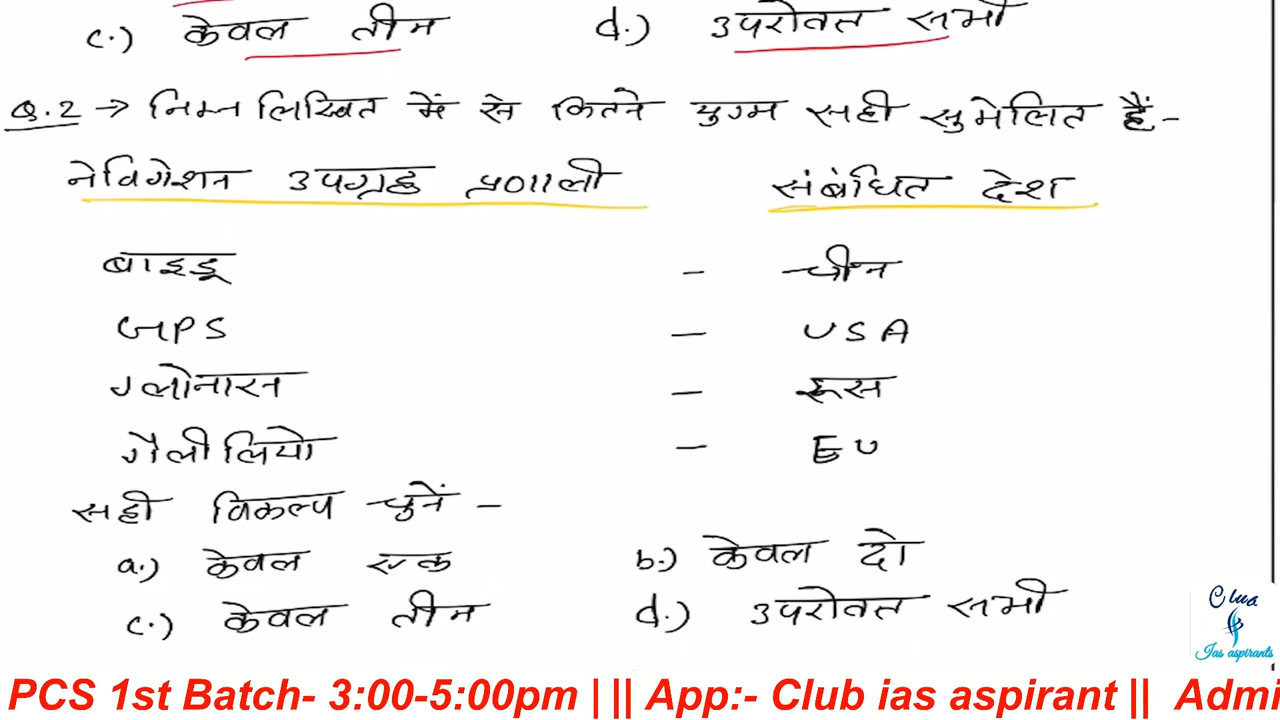 c.) केवल तीन d.) उपरोक्त सभी
Q.2 → निम्नलिखित में से कितने युग्म सही सुमेलित हैं-
नेविगेशन उपग्रह प्रणाली संबंधित देश
बाइडू - चीन
GPS - USA
ग्लोनास - रूस
गैलीलियो - EU
सही विकल्प चुनें -
a.) केवल एक b.) केवल दो
c.) केवल तीन d.) उपरोक्त सभी
Club
Ias aspirants
PCS 1st Batch- 3:00-5:00pm | || App:- Club ias aspirant || Admi